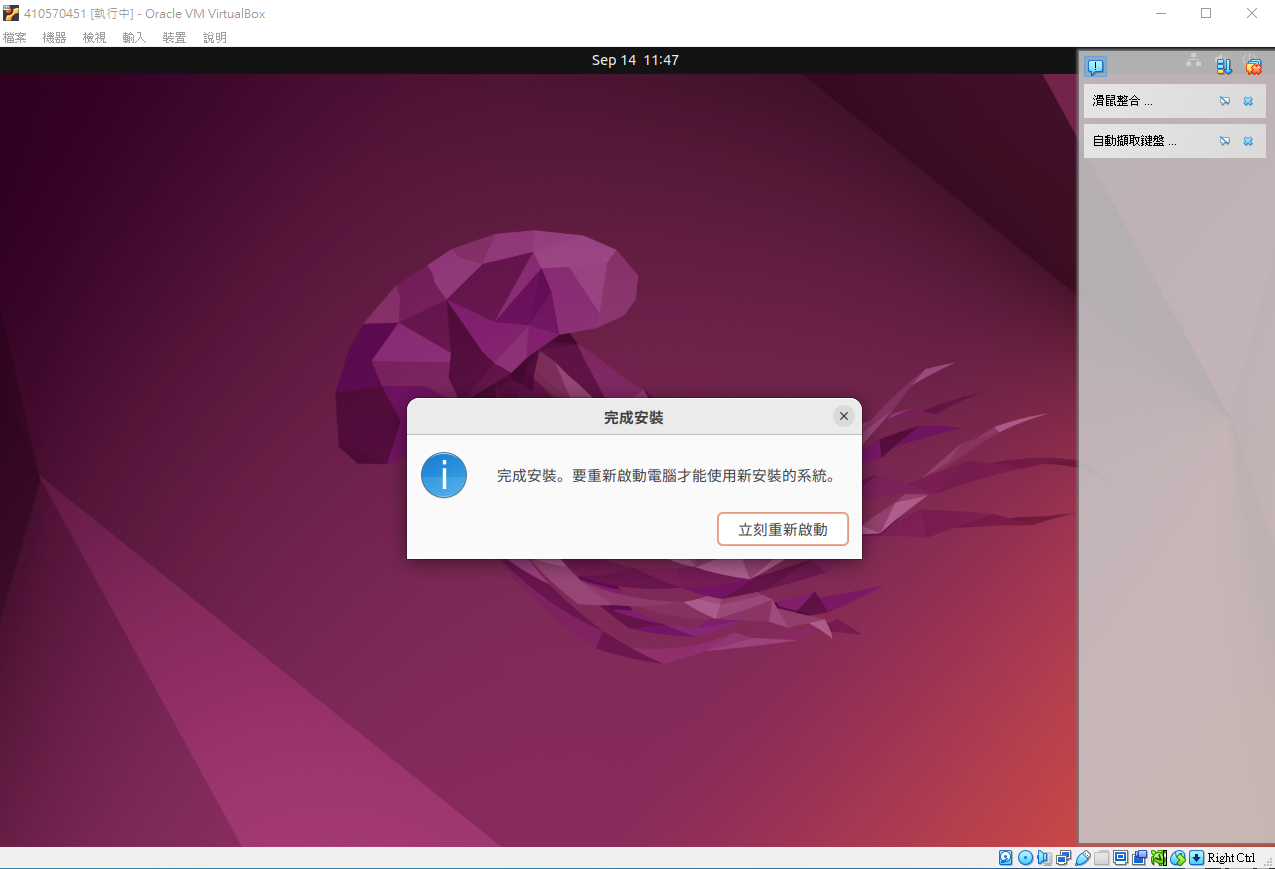 410570451 [執行中] - Oracle VM VirtualBox
檔案 機器 檢視 輸入 裝置 說明
Sep 14 11:47
滑鼠整合 ...
自動擷取鍵盤 ...
完成安裝
完成安裝。要重新啟動電腦才能使用新安裝的系統。
立刻重新啟動
Right Ctrl